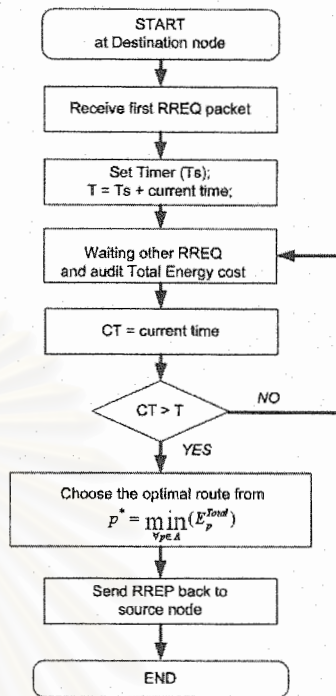 START
at Destination node
Receive first RREQ packet
Set Timer (Ts);
T = Ts + current time;
Waiting other RREQ
and audit Total Energy cost
CT = current time
CT > T
NO
YES
Choose the optimal route from
p* = min(E_p^Total)
∀p∈A
Send RREP back to
source node
END